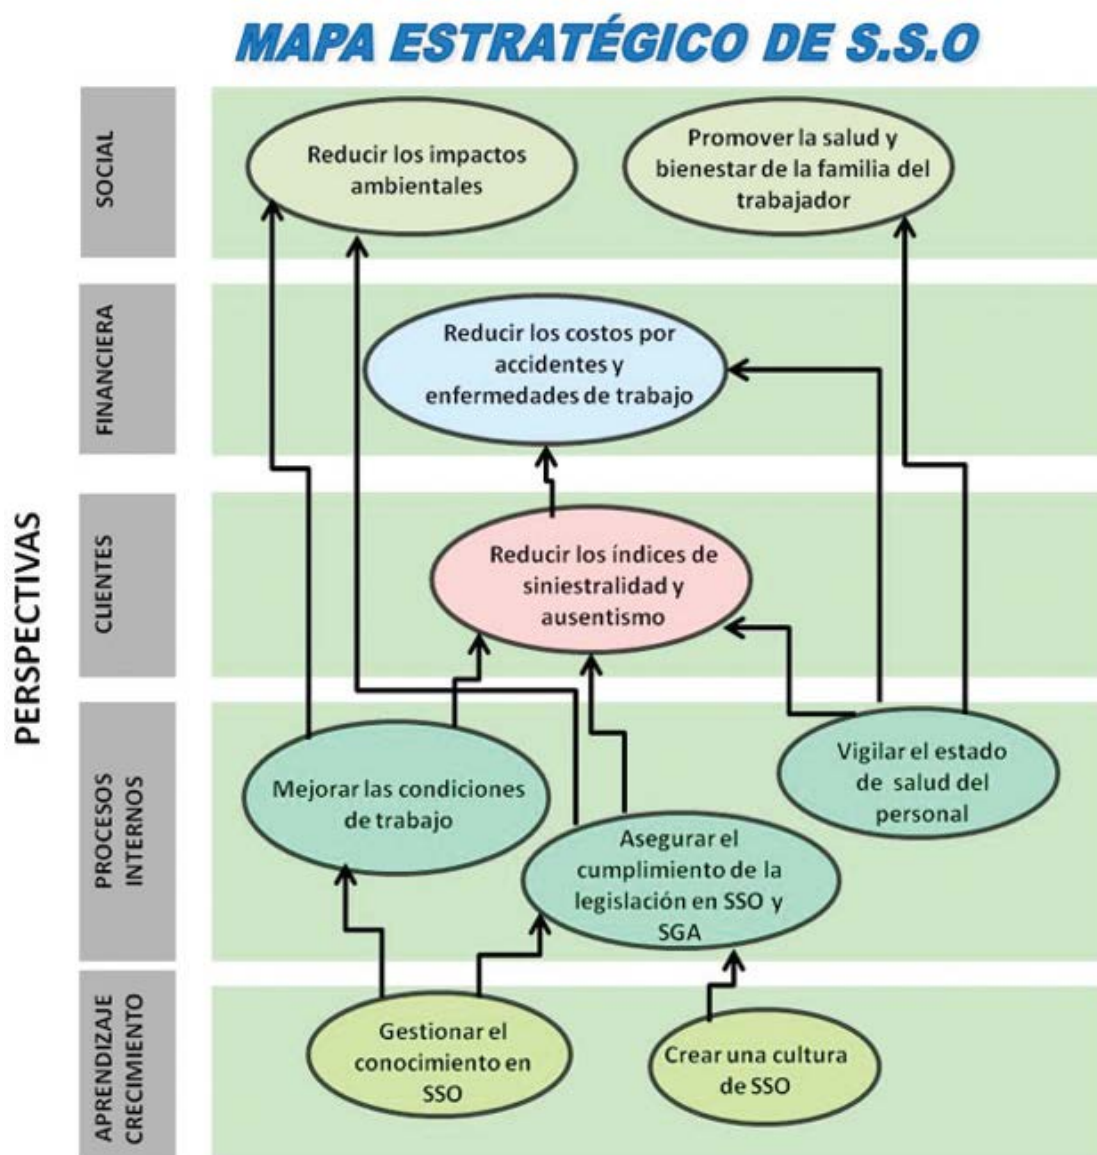 MAPA ESTRATÉGICO DE S.S.O
PERSPECTIVAS
SOCIAL
Reducir los impactos
ambientales
Promover la salud y
bienestar de la familia del
trabajador
FINANCIERA
Reducir los costos por
accidentes y
enfermedades de trabajo
CLIENTES
Reducir los índices de
siniestralidad y
ausentismo
PROCESOS
INTERNOS
Mejorar las condiciones
de trabajo
Asegurar el
cumplimiento de la
legislación en SSO y
SGA
Vigilar el estado
de salud del
personal
APRENDIZAJE
CRECIMIENTO
Gestionar el
conocimiento en
SSO
Crear una cultura
de SSO